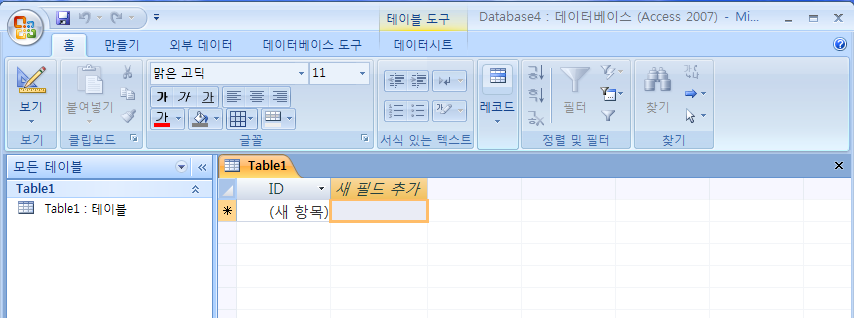 테이블 도구
Database4 : 데이터베이스 (Access 2007) - Mi...
홈 만들기 외부 데이터 데이터베이스 도구 데이터시트
맑은 고딕 11
보기 붙여넣기 가 가 가 레코드 필터 찾기
가
보기 클립보드 글꼴 서식 있는 텍스트 정렬 및 필터 찾기
모든 테이블 Table1
Table1 ID 새 필드 추가
Table1 : 테이블 (새 항목)